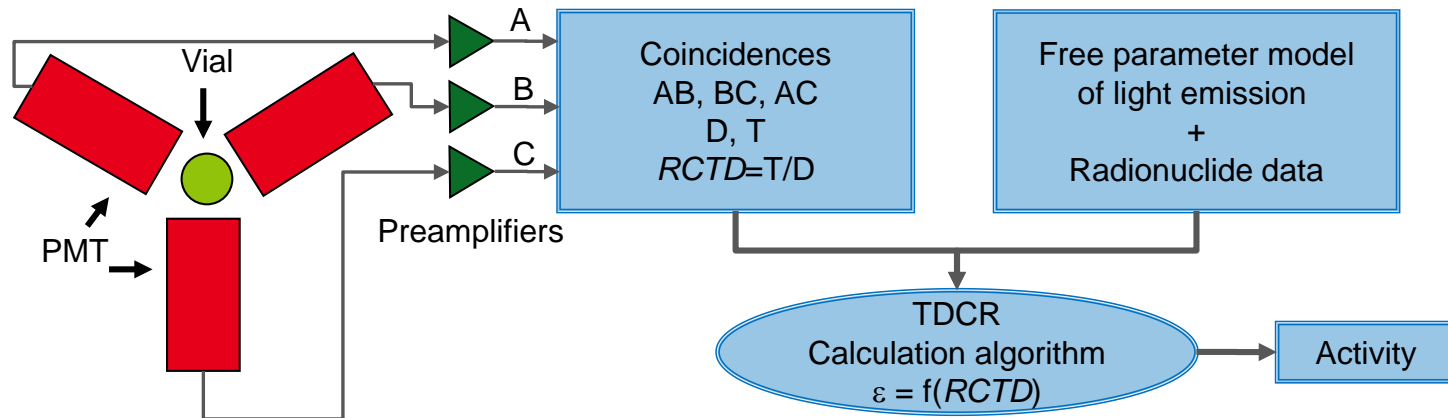 Vial
PMT
A
B
C
Preamplifiers
Coincidences
AB, BC, AC
D, T
RCTD=T/D
Free parameter model
of light emission
+
Radionuclide data
TDCR
Calculation algorithm
ε = f(RCTD)
Activity